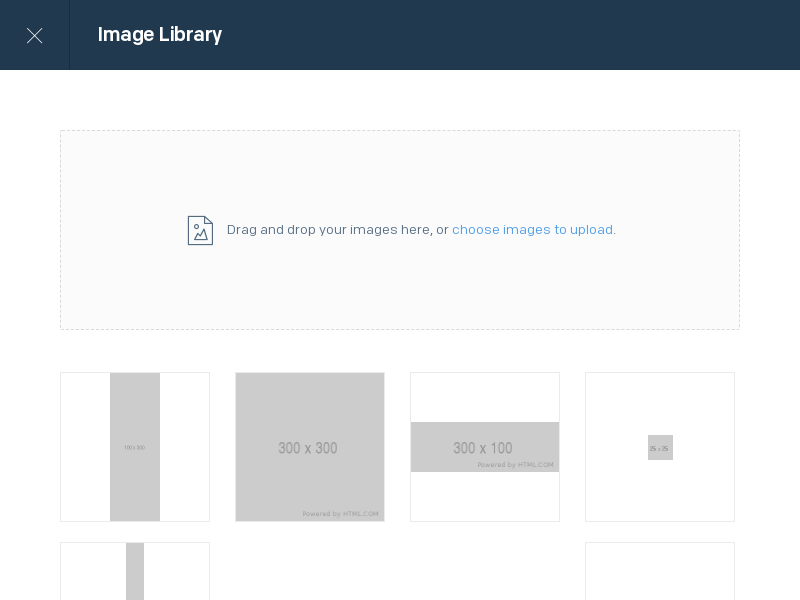 Image Library
Drag and drop your images here, or choose images to upload.
100 x 300
300 x 300
Powered by HTML.COM
300 x 100
Powered by HTML.COM
25 x 25